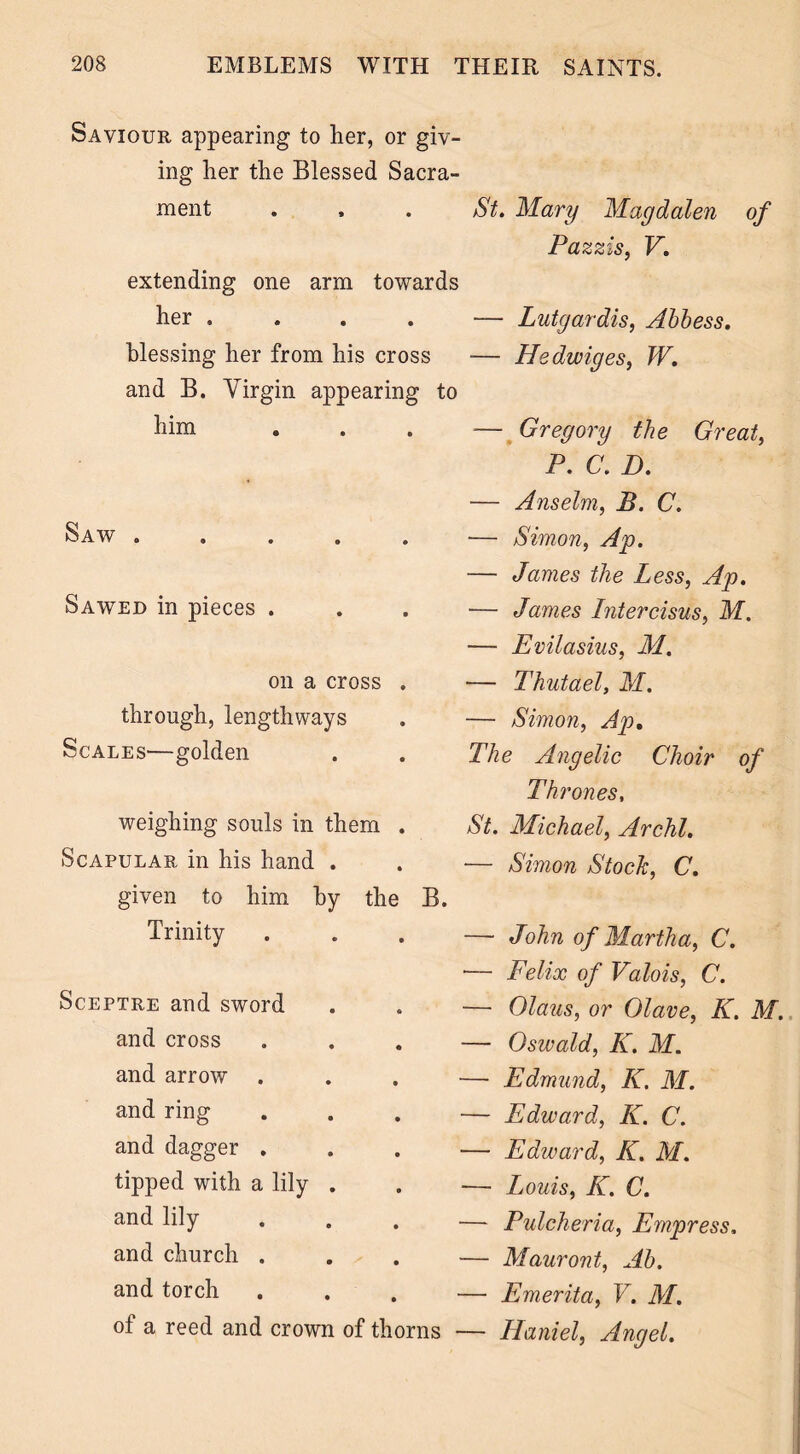 208 EMBLEMS WITH THEIR SAINTS.
Saviour appearing to her, or giv-
ing her the Blessed Sacra-
ment . . . St. Mary Magdalen of
Pazzis, V.
extending one arm towards
her . . . . — Lutgardis, Abbess.
blessing her from his cross — Hedwiges, W.
and B. Virgin appearing to
him . . . — Gregory the Great,
P. C. D.
— Anselm, B. C.
Saw . . . . . — Simon, Ap.
— James the Less, Ap.
Sawed in pieces . . . — James Intercisus, M.
— Evilasius, M.
on a cross . — Thutael, M.
through, lengthways . — Simon, Ap.
Scales—golden . . The Angelic Choir of
Thrones,
weighing souls in them . St. Michael, Archl.
Scapular in his hand . . — Simon Stock, C.
given to him by the B.
Trinity . . . — John of Martha, C.
— Felix of Valois, C.
Sceptre and sword . . — Olaus, or Olave, K. M.
and cross . . . — Oswald, K. M.
and arrow . . . — Edmund, K. M.
and ring . . . — Edward, K. C.
and dagger . . . — Edward, K. M.
tipped with a lily . . — Louis, K. C.
and lily . . . — Pulcheria, Empress.
and church . . . — Mauront, Ab.
and torch . . . — Emerita, V. M.
of a reed and crown of thorns — Haniel, Angel.